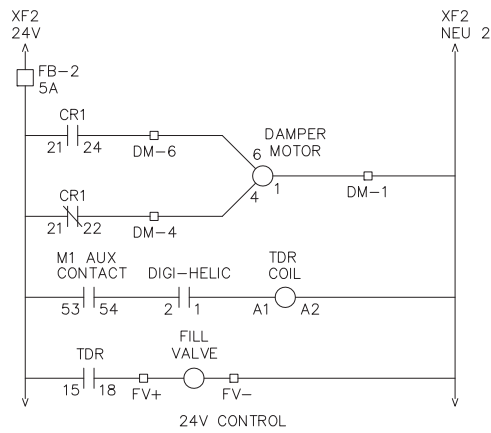 XF2
24V
XF2
NEU 2
FB-2
5A
CR1
21 24
DM-6
DAMPER
MOTOR
6
4
1
DM-1
CR1
21 22
DM-4
M1 AUX
CONTACT
53 54
DIGI-HELIC
2 1
TDR
COIL
A1 A2
TDR
15 18
FILL
VALVE
FV+
FV-
24V CONTROL